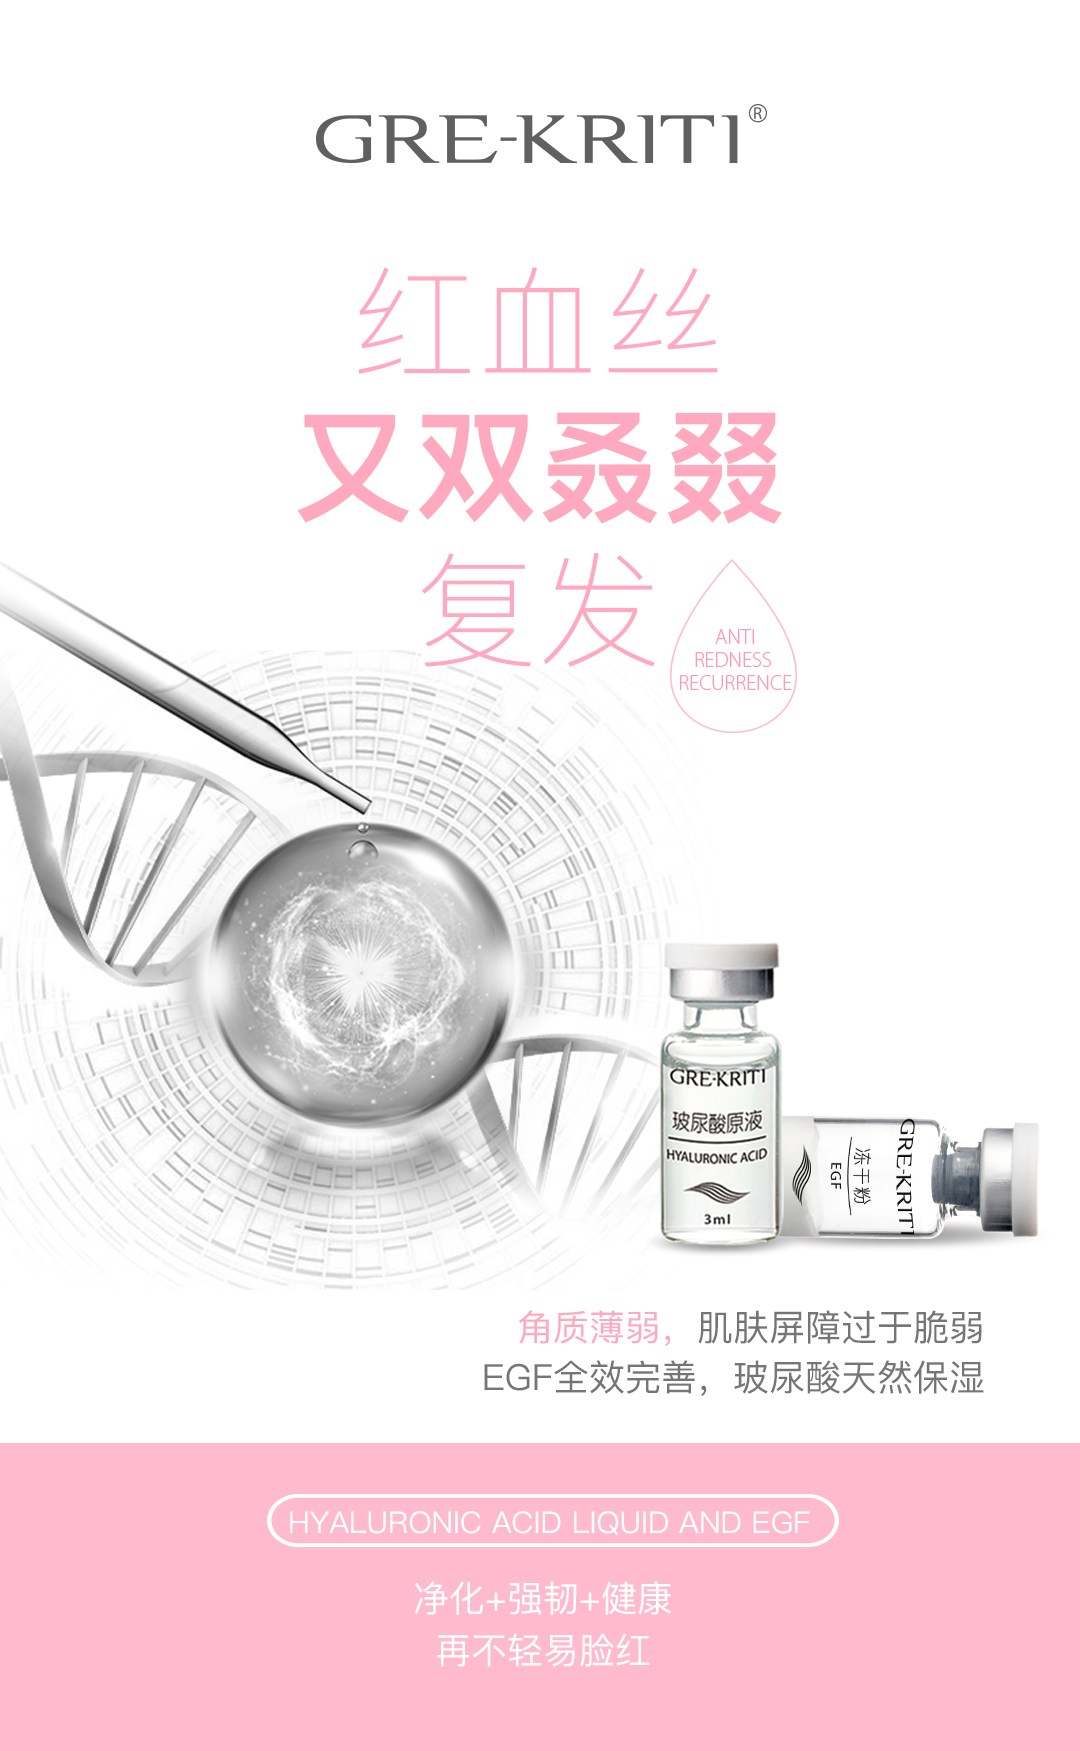 GRE-KRITI®
红血丝
又双叒叕
复发
ANTI
REDNESS
RECURRENCE
GRE-KRITI
玻尿酸原液
HYALURONIC ACID
3ml
GRE-KRITI
冻干粉
EGF
角质薄弱，肌肤屏障过于脆弱
EGF全效完善，玻尿酸天然保湿
HYALURONIC ACID LIQUID AND EGF
净化+强韧+健康
再不轻易脸红